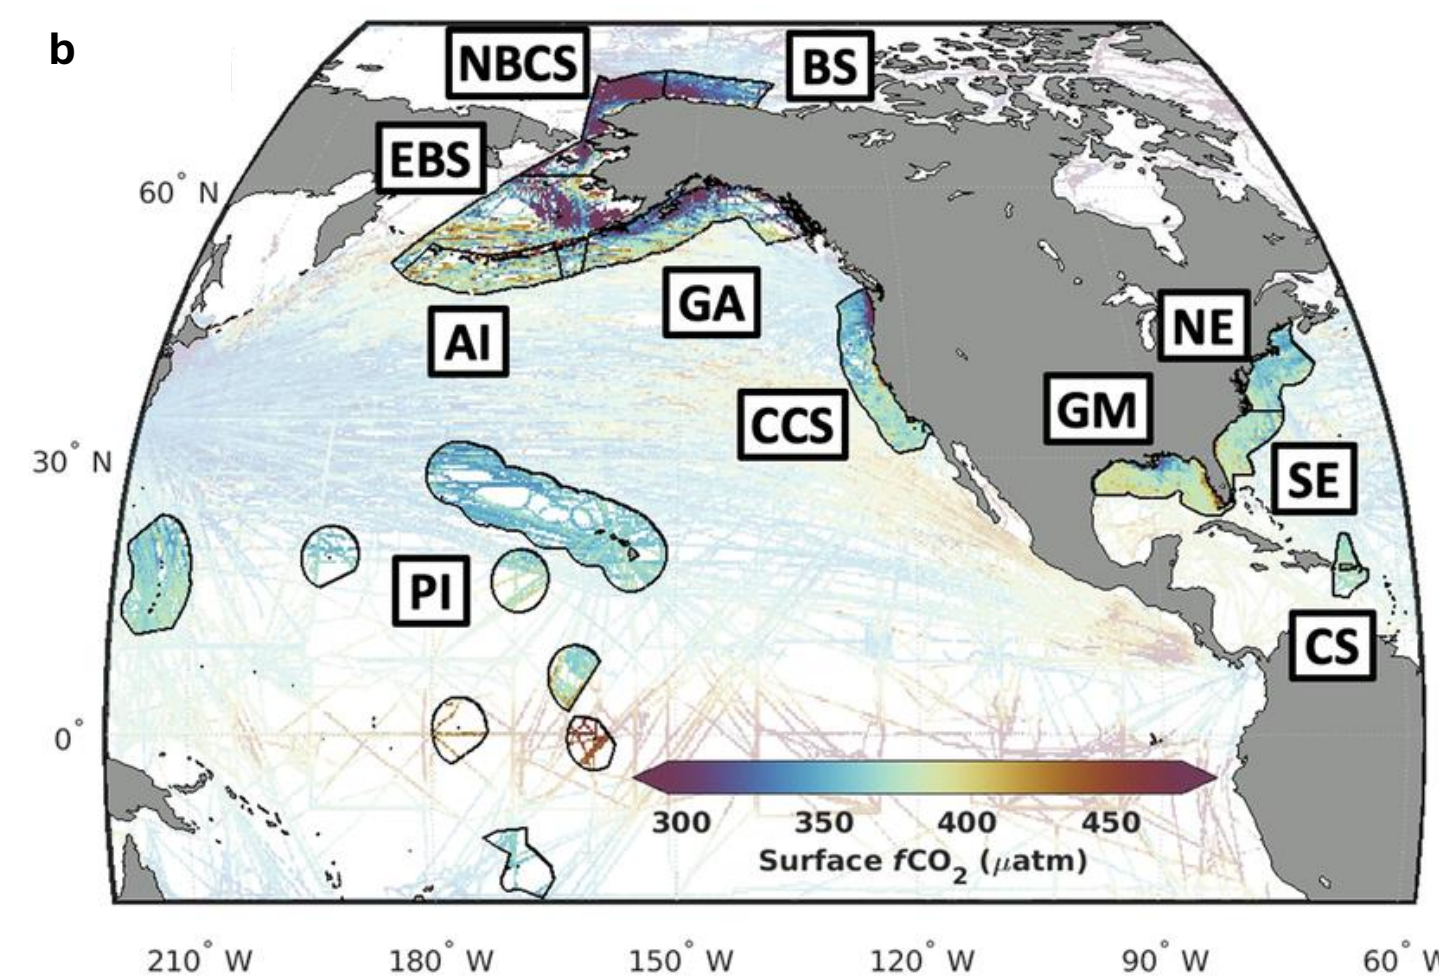 b
NBCS
BS
EBS
60° N
GA
NE
AI
GM
CCS
30° N
SE
PI
CS
0°
300 350 400 450
Surface fCO₂ (μatm)
210° W 180° W 150° W 120° W 90° W 60° W